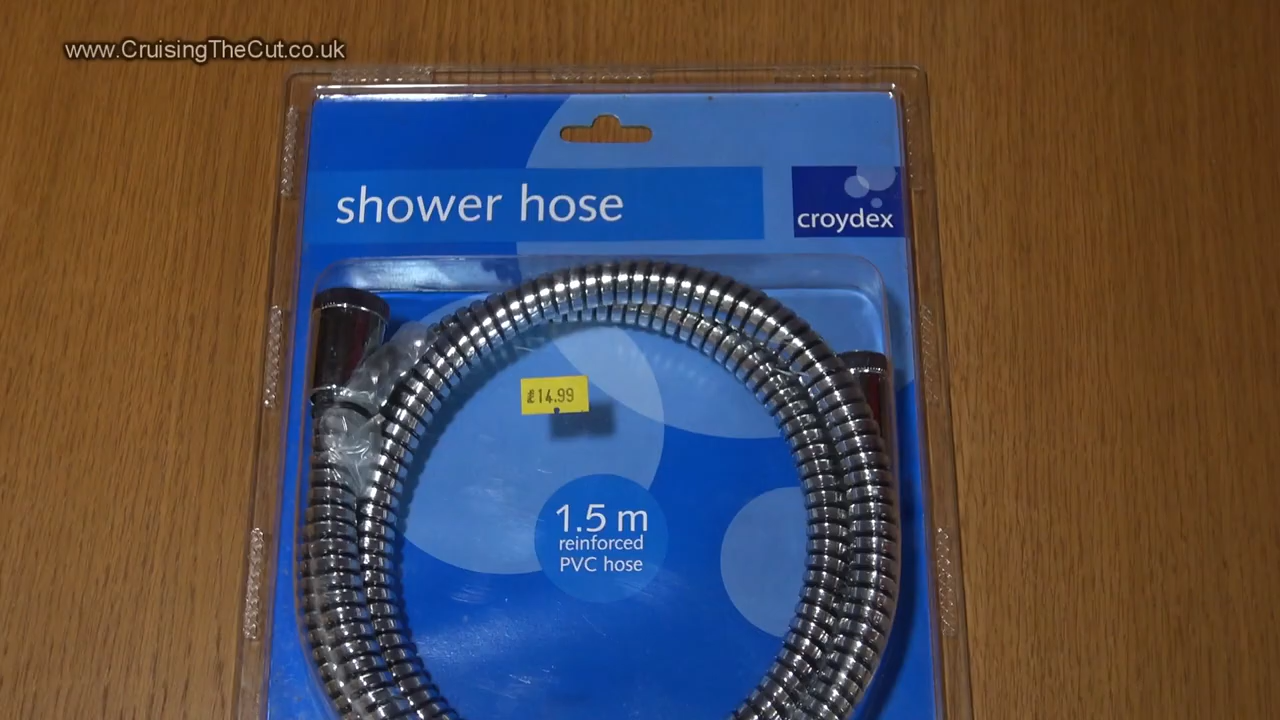 www.CruisingTheCut.co.uk
shower hose
croydex
£14.99
1.5 m
reinforced
PVC hose